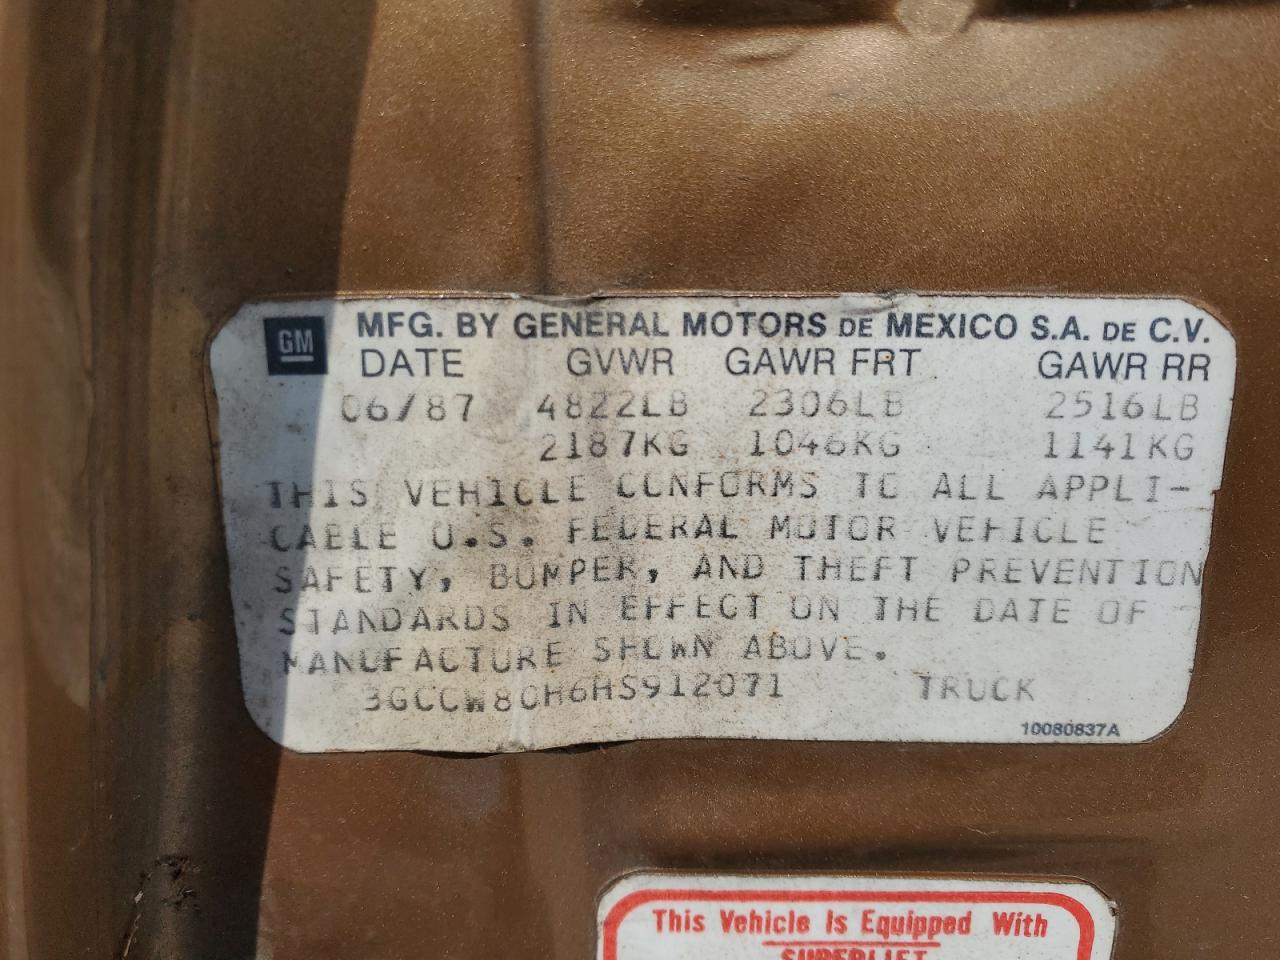 GM MFG. BY GENERAL MOTORS DE MEXICO S.A. DE C.V.
DATE GVWR GAWR FRT GAWR RR
06/87 4822LB 2306LB 2516LB
2187KG 1046KG 1141KG
THIS VEHICLE CONFORMS TO ALL APPLI-
CABLE U.S. FEDERAL MOTOR VEHICLE
SAFETY, BUMPER, AND THEFT PREVENTION
STANDARDS IN EFFECT ON THE DATE OF
MANUFACTURE SHOWN ABOVE.
3GCCW80H6HS912071 TRUCK
10080837A
This Vehicle Is Equipped With
SUPERLIFT